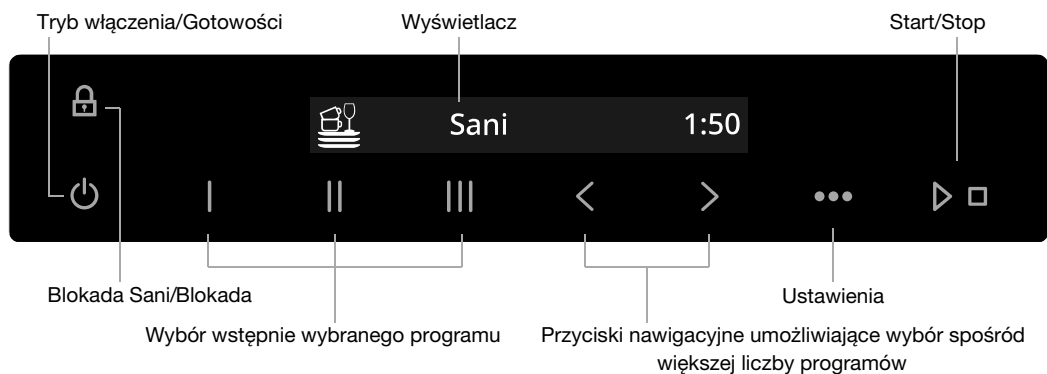 Tryb włączenia/Gotowości
Wyświetlacz
Start/Stop
Sani
1:50
Blokada Sani/Blokada
Ustawienia
Wybór wstępnie wybranego programu
Przyciski nawigacyjne umożliwiające wybór spośród
większej liczby programów